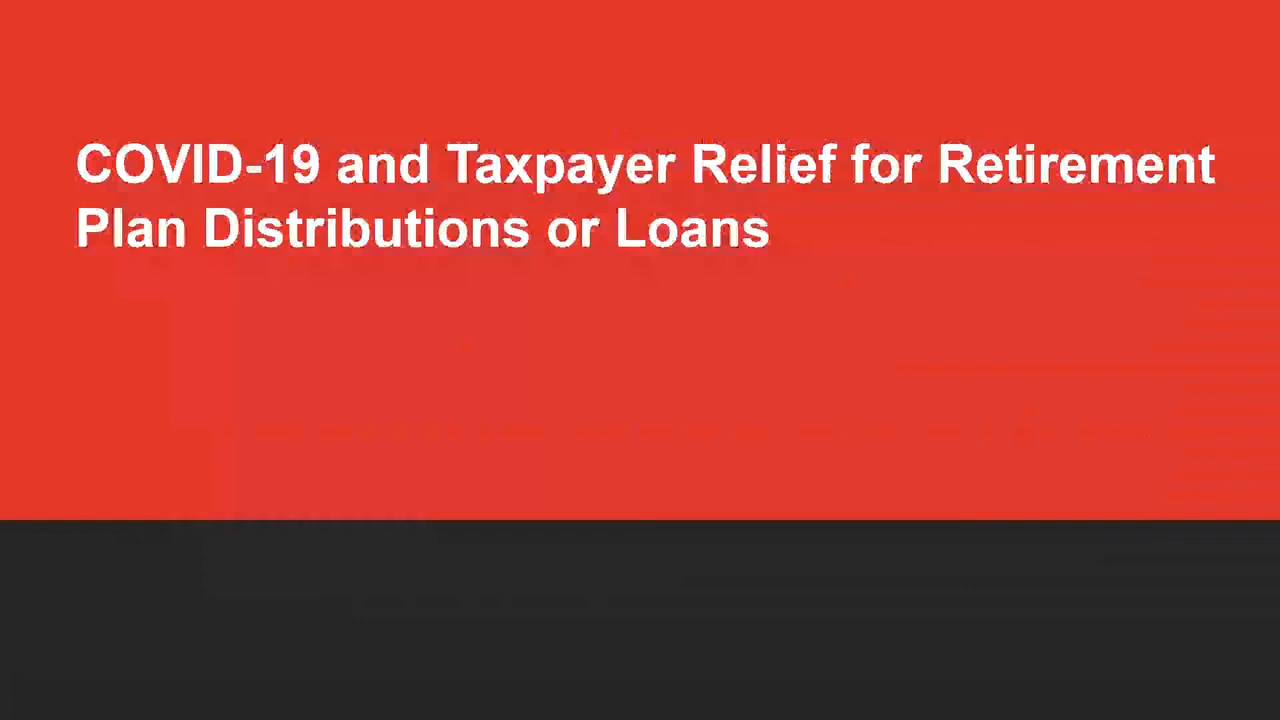 COVID-19 and Taxpayer Relief for Retirement
Plan Distributions or Loans